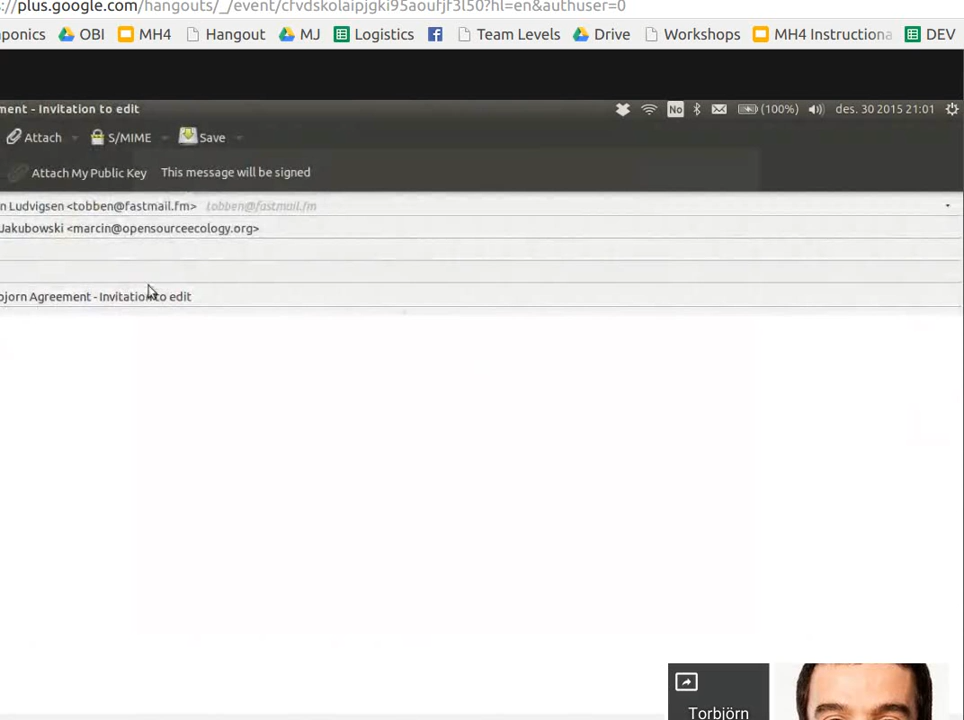 ://plus.google.com/hangouts/_/event/cfvdskolaipjgki95aoufjf3l50?hl=en&authuser=0
aponics OBI MH4 Hangout MJ Logistics Team Levels Drive Workshops MH4 Instructiona DEV
ment - Invitation to edit No (100%) des. 30 2015 21:01
Attach S/MIME Save
Attach My Public Key This message will be signed
n Ludvigsen <tobben@fastmail.fm> tobben@fastmail.fm
Jakubowski <marcin@opensourceecology.org>
bjorn Agreement - Invitation to edit
Torbjörn